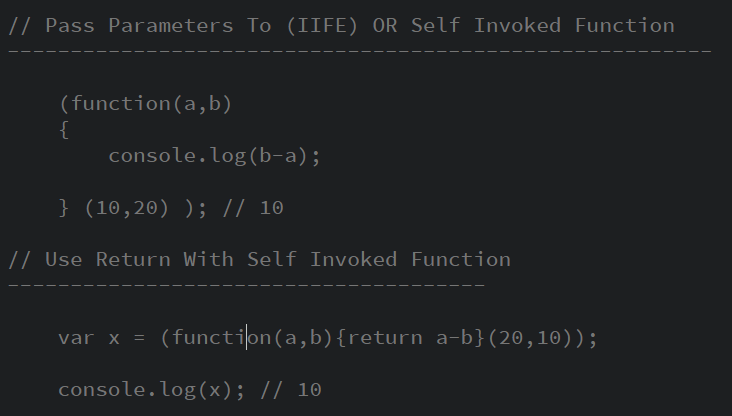 // Pass Parameters To (IIFE) OR Self Invoked Function
--------------------------------------------------------
(function(a,b)
{
console.log(b-a);
} (10,20) ); // 10
// Use Return With Self Invoked Function
--------------------------------------
var x = (function(a,b){return a-b}(20,10));
console.log(x); // 10